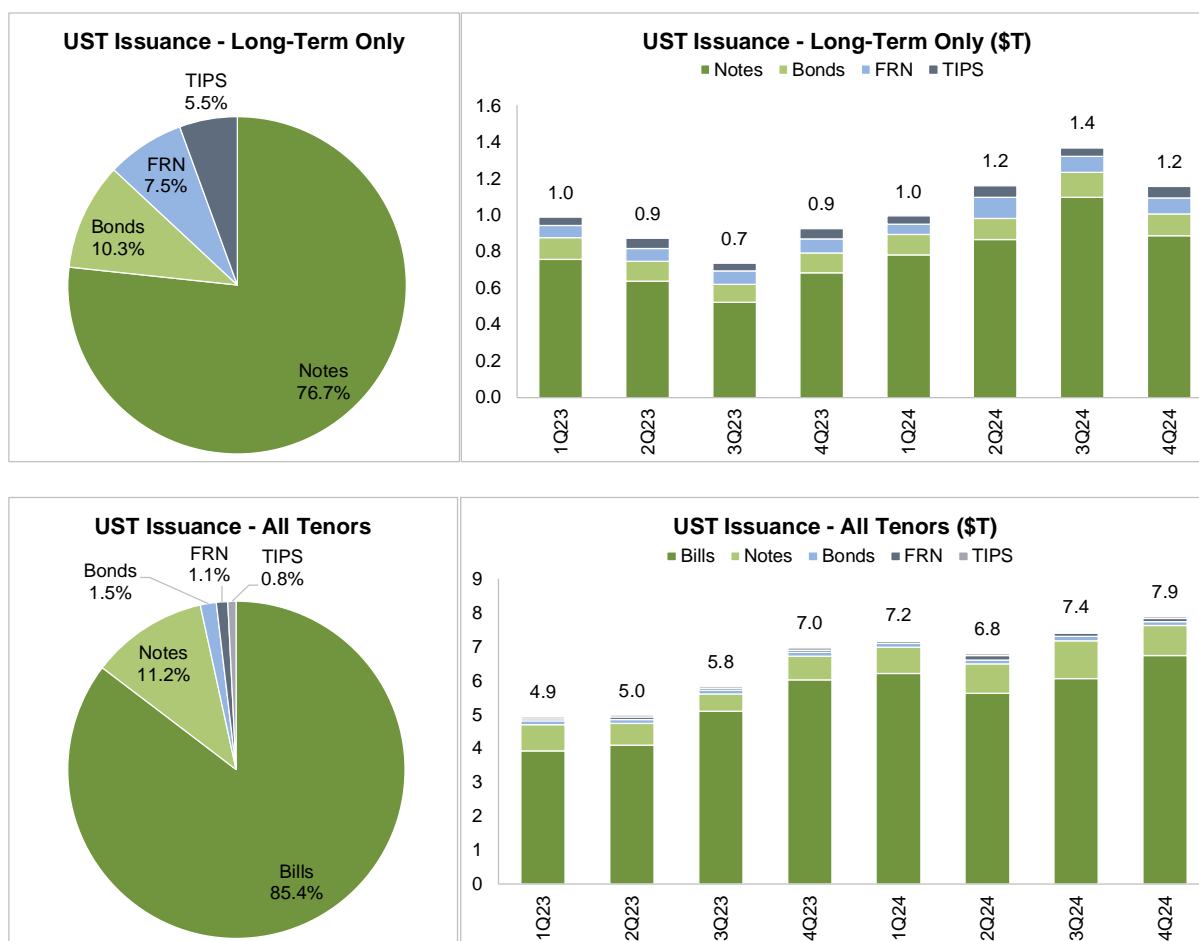 UST Issuance - Long-Term Only
TIPS
5.5%
FRN
7.5%
Bonds
10.3%
Notes
76.7%
UST Issuance - Long-Term Only ($T)
Notes Bonds FRN TIPS
1.6
1.4
1.2
1.0
0.8
0.6
0.4
0.2
0.0
1.0
0.9
0.7
0.9
1.0
1.2
1.4
1.2
1Q23
2Q23
3Q23
4Q23
1Q24
2Q24
3Q24
4Q24
UST Issuance - All Tenors
FRN
1.1%
TIPS
0.8%
Bonds
1.5%
Notes
11.2%
Bills
85.4%
UST Issuance - All Tenors ($T)
Bills Notes Bonds FRN TIPS
9
8
7
6
5
4
3
2
1
0
4.9
5.0
5.8
7.0
7.2
6.8
7.4
7.9
1Q23
2Q23
3Q23
4Q23
1Q24
2Q24
3Q24
4Q24